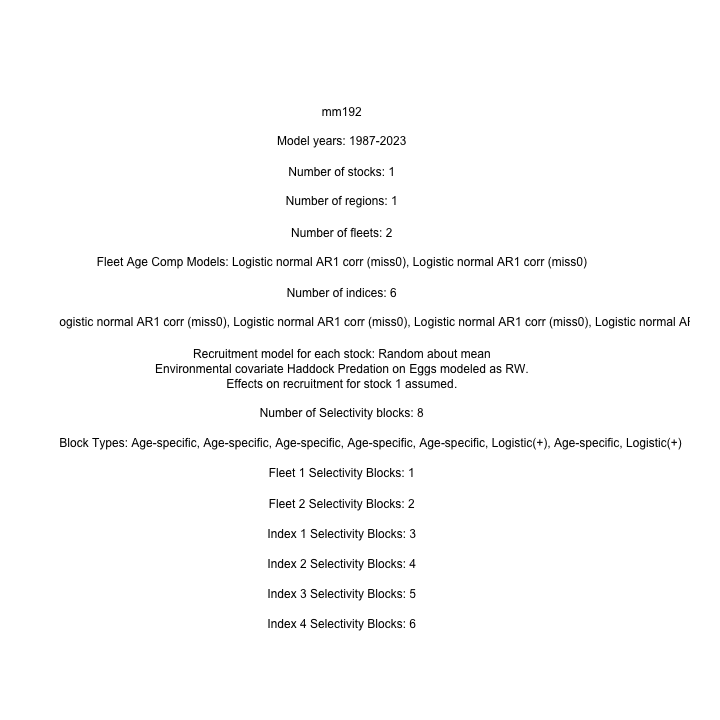 mm192
Model years: 1987-2023
Number of stocks: 1
Number of regions: 1
Number of fleets: 2
Fleet Age Comp Models: Logistic normal AR1 corr (miss0), Logistic normal AR1 corr (miss0)
Number of indices: 6
ogistic normal AR1 corr (miss0), Logistic normal AR1 corr (miss0), Logistic normal AR1 corr (miss0), Logistic normal
Recruitment model for each stock: Random about mean
Environmental covariate Haddock Predation on Eggs modeled as RW.
Effects on recruitment for stock 1 assumed.
Number of Selectivity blocks: 8
Block Types: Age-specific, Age-specific, Age-specific, Age-specific, Age-specific, Logistic(+), Age-specific, Logistic(+)
Fleet 1 Selectivity Blocks: 1
Fleet 2 Selectivity Blocks: 2
Index 1 Selectivity Blocks: 3
Index 2 Selectivity Blocks: 4
Index 3 Selectivity Blocks: 5
Index 4 Selectivity Blocks: 6